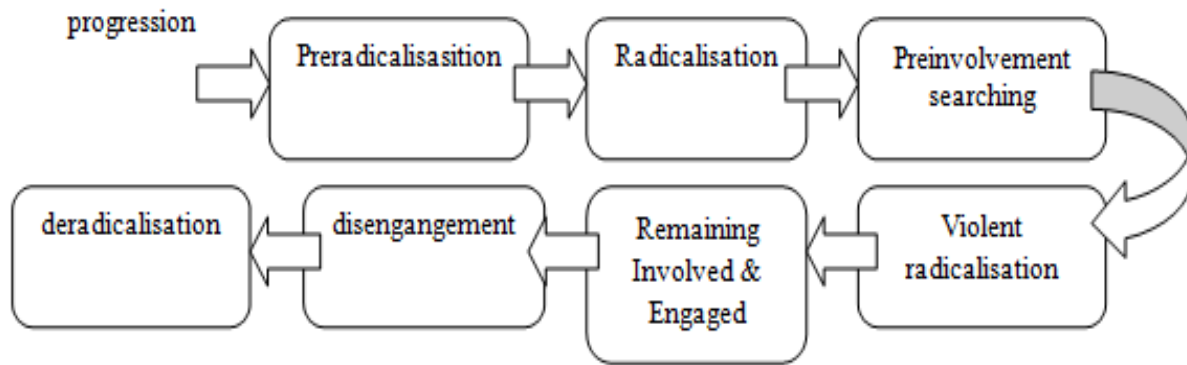 progression
Preradicalisasition
Radicalisation
Preinvolvement
searching
Violent
radicalisation
Remaining
Involved &
Engaged
disengangement
deradicalisation